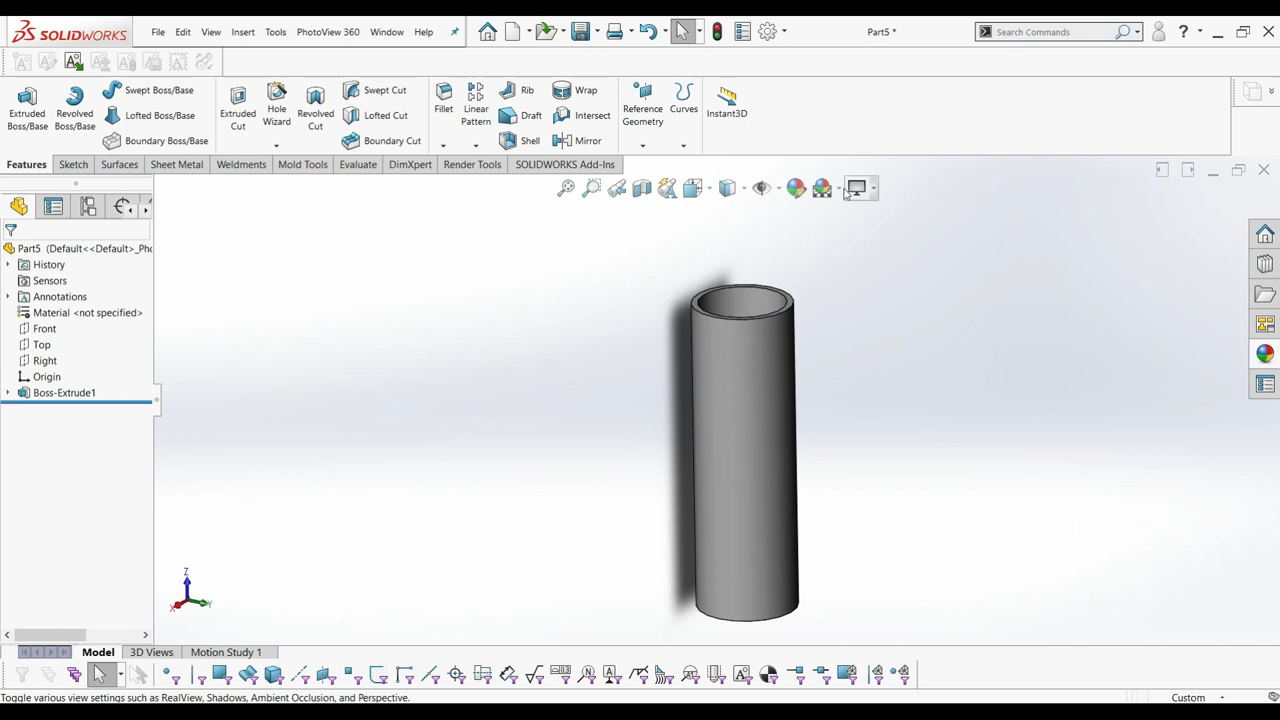 SOLIDWORKS File Edit View Insert Tools PhotoView 360 Window Help Part5 * Search Commands ?
Extruded Boss/Base
Revolved Boss/Base
Swept Boss/Base
Lofted Boss/Base
Boundary Boss/Base
Extruded Cut
Hole Wizard
Revolved Cut
Swept Cut
Lofted Cut
Boundary Cut
Fillet
Linear Pattern
Rib
Draft
Shell
Wrap
Intersect
Mirror
Reference Geometry
Curves
Instant3D
Features Sketch Surfaces Sheet Metal Weldments Mold Tools Evaluate DimXpert Render Tools SOLIDWORKS Add-Ins
Part5 (Default<<Default>_Pho
History
Sensors
Annotations
Material <not specified>
Front
Top
Right
Origin
Boss-Extrude1
Z
X
Y
Model 3D Views Motion Study 1
Toggle various view settings such as RealView, Shadows, Ambient Occlusion, and Perspective. Custom